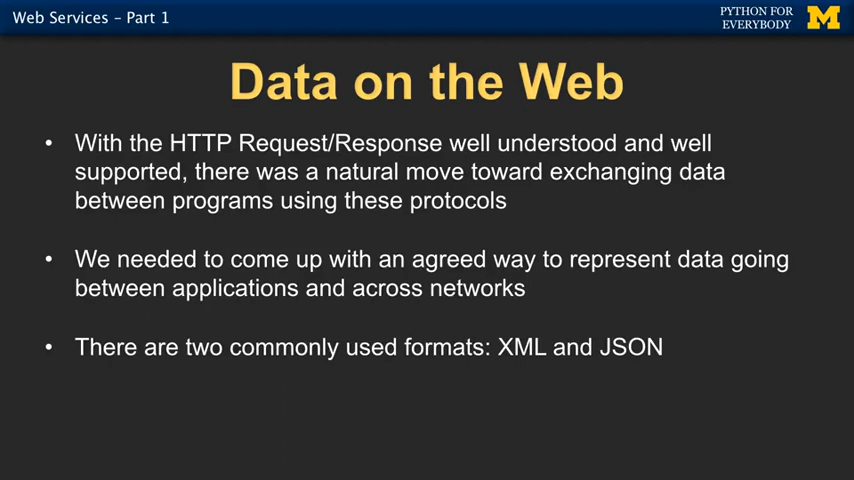 Web Services – Part 1
PYTHON FOR
EVERYBODY
M
Data on the Web
• With the HTTP Request/Response well understood and well
supported, there was a natural move toward exchanging data
between programs using these protocols
• We needed to come up with an agreed way to represent data going
between applications and across networks
• There are two commonly used formats: XML and JSON